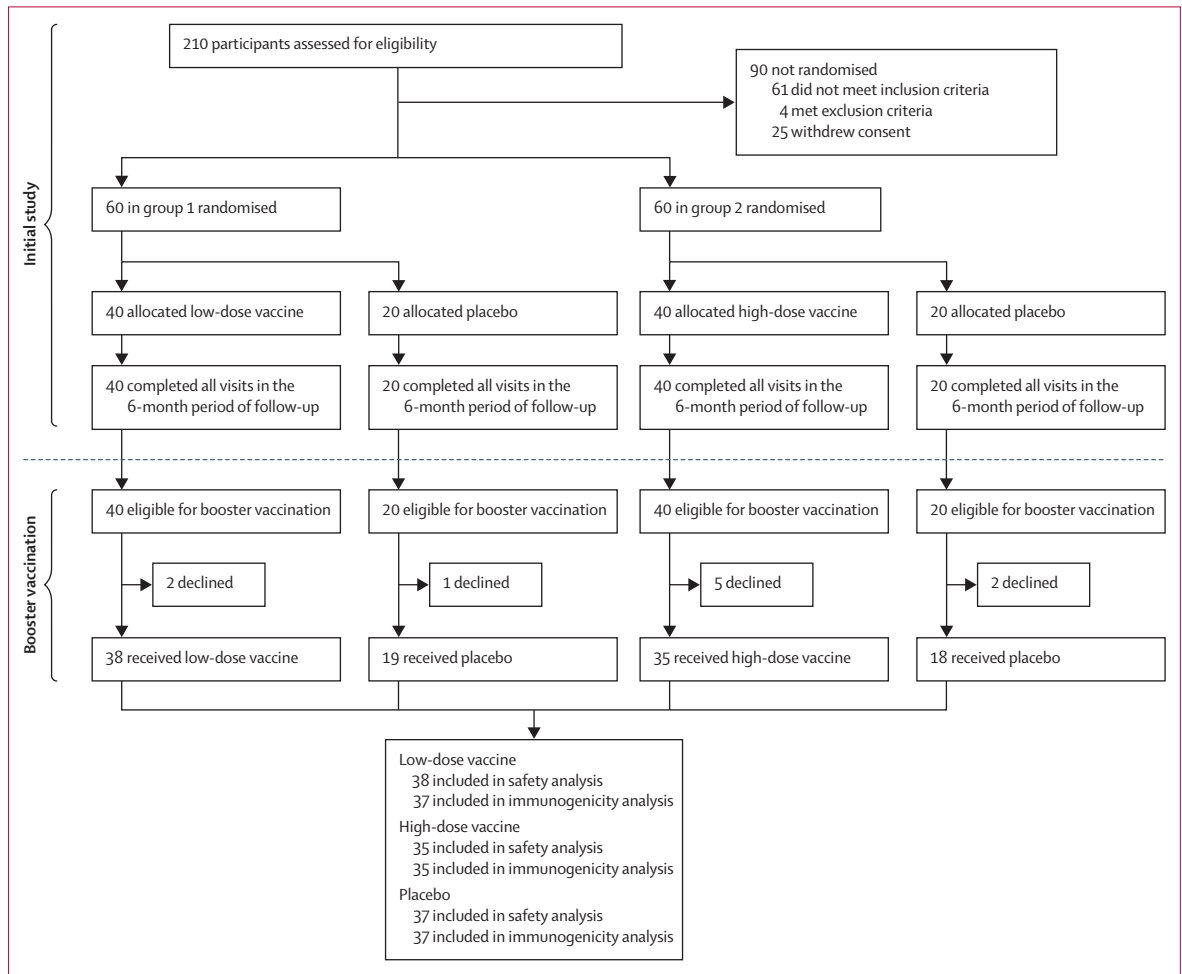 Initial study
210 participants assessed for eligibility
90 not randomised
61 did not meet inclusion criteria
4 met exclusion criteria
25 withdrew consent
60 in group 1 randomised
60 in group 2 randomised
40 allocated low-dose vaccine
20 allocated placebo
40 allocated high-dose vaccine
20 allocated placebo
40 completed all visits in the
6-month period of follow-up
20 completed all visits in the
6-month period of follow-up
40 completed all visits in the
6-month period of follow-up
20 completed all visits in the
6-month period of follow-up
Booster vaccination
40 eligible for booster vaccination
20 eligible for booster vaccination
40 eligible for booster vaccination
20 eligible for booster vaccination
2 declined
1 declined
5 declined
2 declined
38 received low-dose vaccine
19 received placebo
35 received high-dose vaccine
18 received placebo
Low-dose vaccine
38 included in safety analysis
37 included in immunogenicity analysis
High-dose vaccine
35 included in safety analysis
35 included in immunogenicity analysis
Placebo
37 included in safety analysis
37 included in immunogenicity analysis